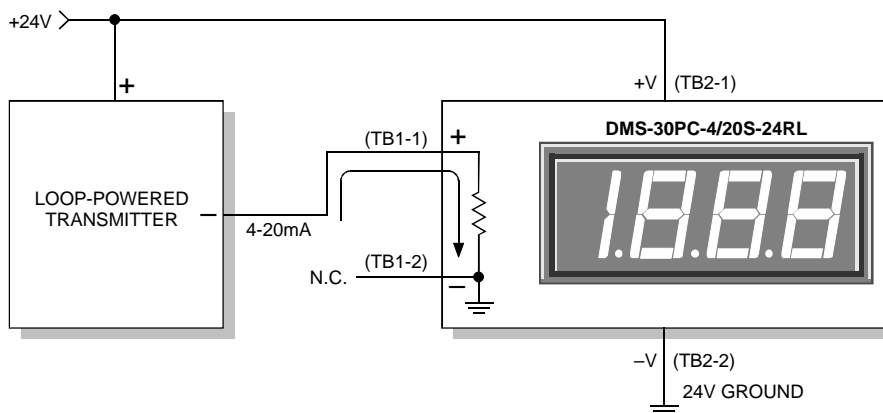 +24V
+
+V (TB2-1)
DMS-30PC-4/20S-24RL
(TB1-1) +
LOOP-POWERED
TRANSMITTER
–
4-20mA
1.8.8.8
N.C. (TB1-2)
–
–V (TB2-2)
24V GROUND